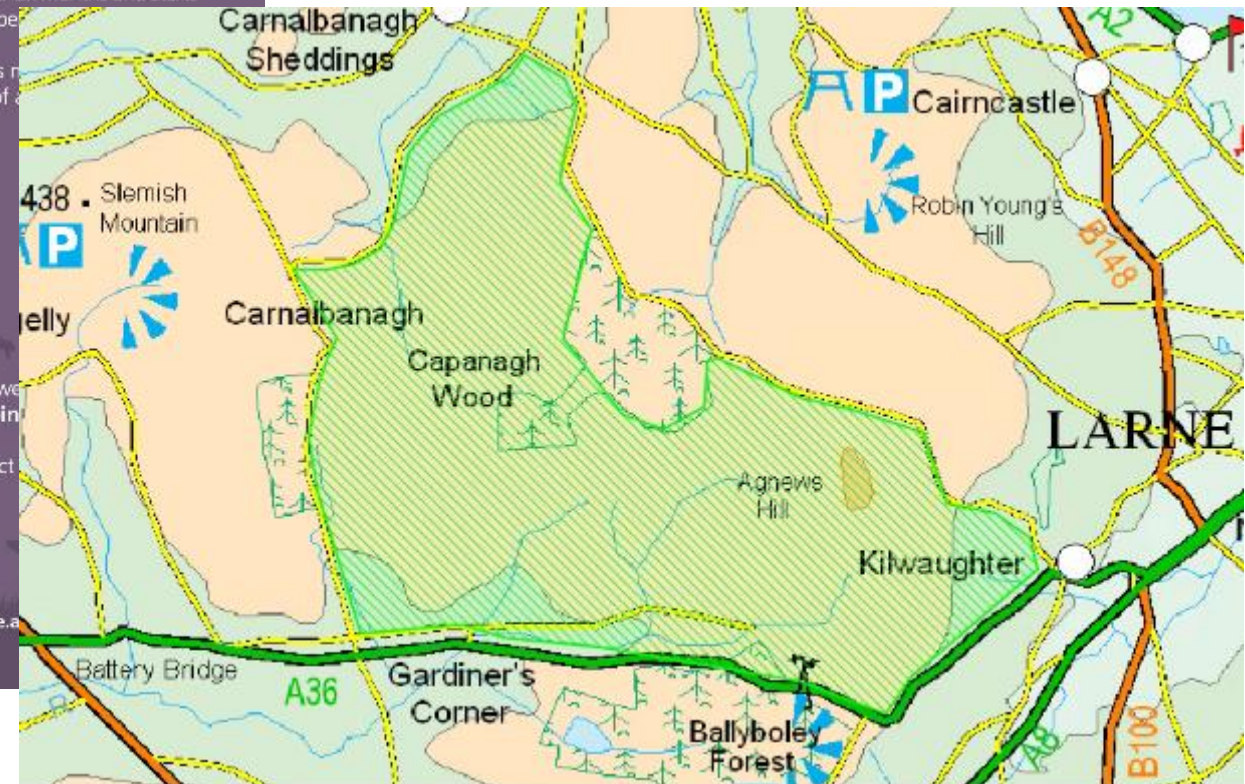 Carnalbanagh
Sheddings
A2
P Cairncastle
438 . Slemish
Mountain
P
Robin Young's
Hill
B148
Carnalbanagh
Capanagh
Wood
LARNE
Agnews
Hill
Kilwaughter
Battery Bridge
A36
Gardiner's
Corner
Ballyboley
Forest
A8
B100